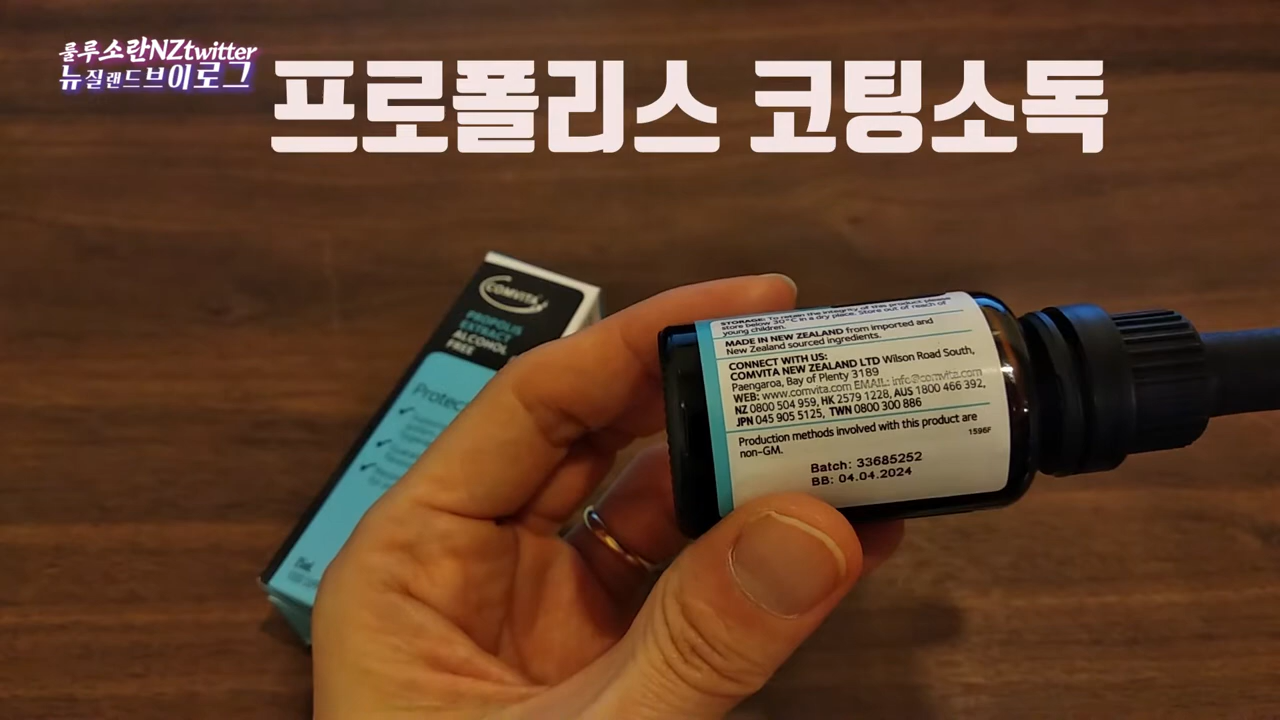 룰루소란NZtwitter
뉴질랜드브이로그
프로폴리스 코팅소독
COMVITA
PROPOLIS
EXTRACT
ALCOHOL
FREE
Protec
STORAGE: To retain the integrity of this product please
store below 30°C in a dry place. Store out of reach of
young children.
MADE IN NEW ZEALAND from imported and
New Zealand sourced ingredients.
CONNECT WITH US:
COMVITA NEW ZEALAND LTD Wilson Road South,
Paengaroa, Bay of Plenty 3189
WEB: www.comvita.com EMAIL: info@comvita.com
NZ 0800 504 959, HK 2579 1228, AUS 1800 466 392,
JPN 045 905 5125, TWN 0800 300 886
Production methods involved with this product are
non-GM.
1596F
Batch: 33685252
BB: 04.04.2024